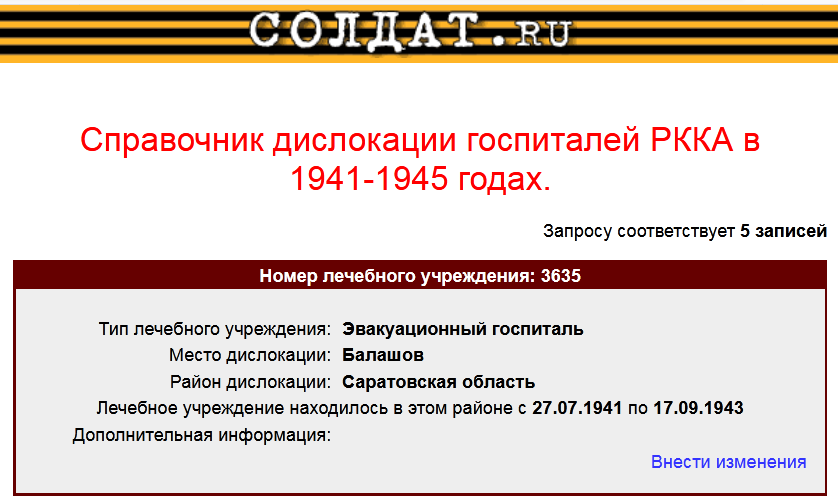 СОЛДАТ.RU
Справочник дислокации госпиталей РККА в
1941-1945 годах.
Запросу соответствует 5 записей
Номер лечебного учреждения: 3635
Тип лечебного учреждения: Эвакуационный госпиталь
Место дислокации: Балашов
Район дислокации: Саратовская область
Лечебное учреждение находилось в этом районе с 27.07.1941 по 17.09.1943
Дополнительная информация:
Внести изменения